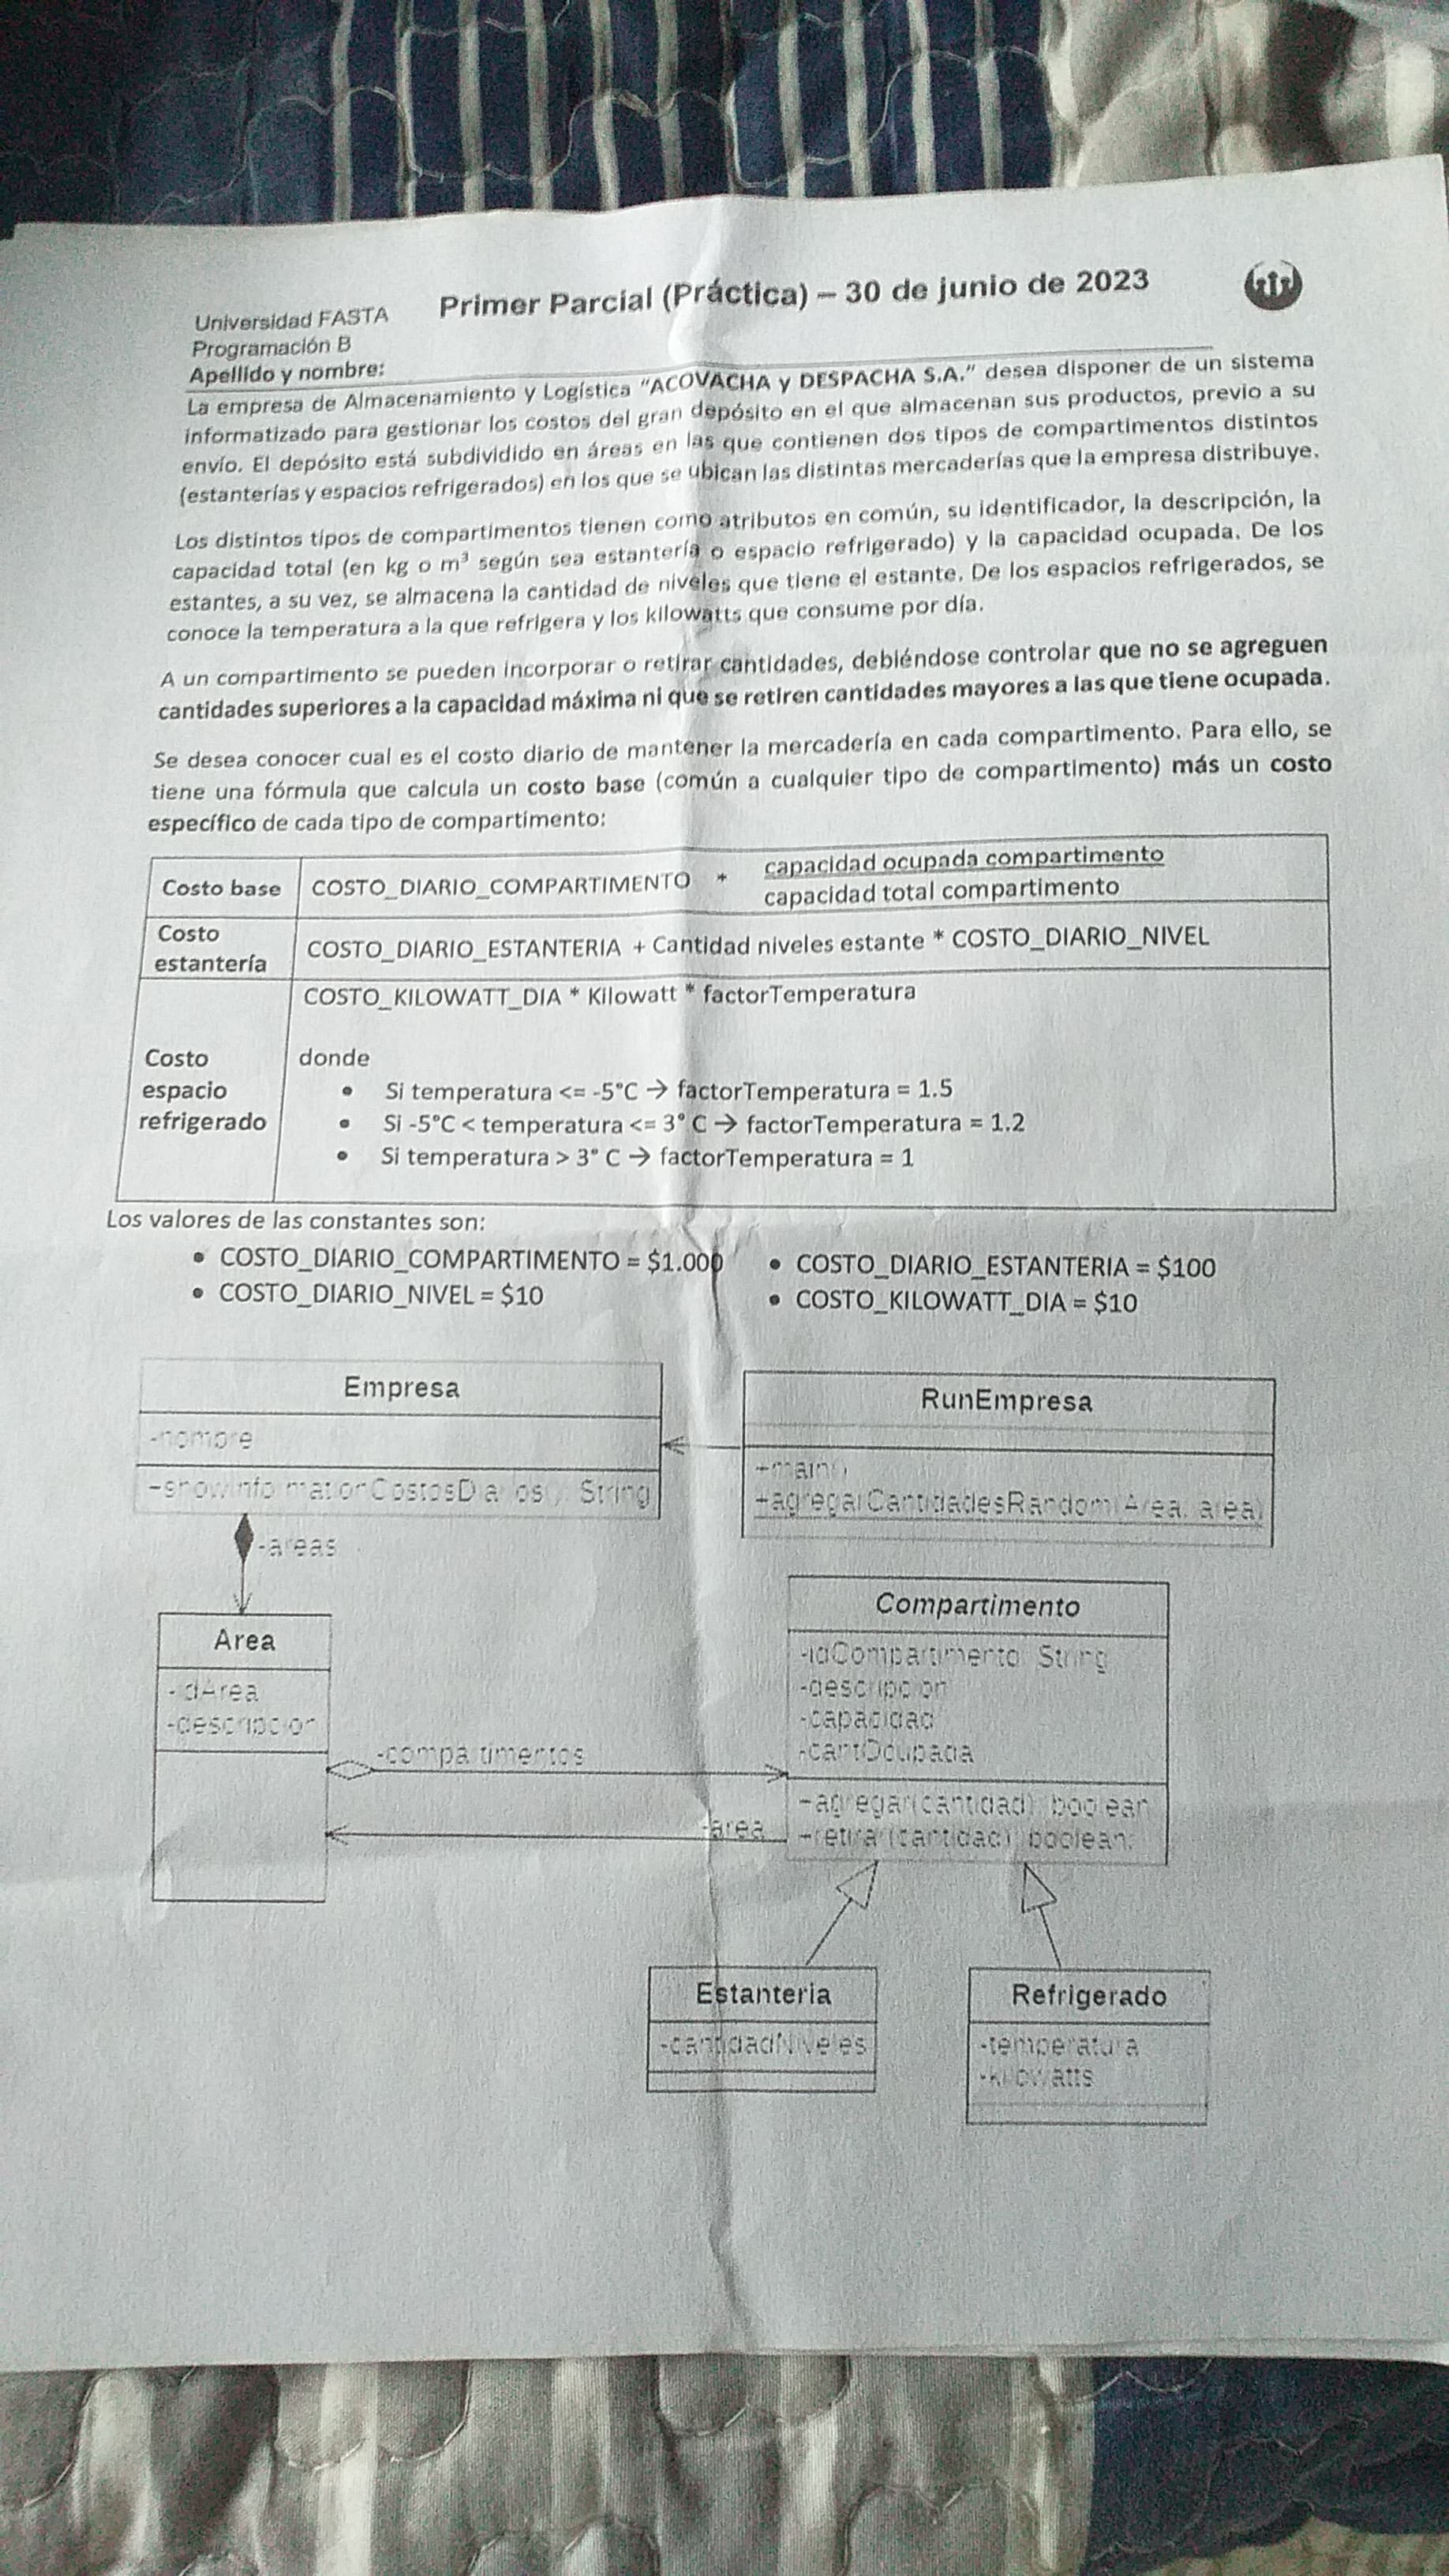 Universidad FASTA
Primer Parcial (Práctica) – 30 de junio de 2023
Programación B
Apellido y nombre:
La empresa de Almacenamiento y Logística "ACOVACHA y DESPACHA S.A." desea disponer de un sistema
informatizado para gestionar los costos del gran depósito en el que almacenan sus productos, previo a su
envío. El depósito está subdividido en áreas en las que contienen dos tipos de compartimentos distintos
(estanterías y espacios refrigerados) en los que se ubican las distintas mercaderías que la empresa distribuye.
Los distintos tipos de compartimentos tienen como atributos en común, su identificador, la descripción, la
capacidad total (en kg o m³ según sea estantería o espacio refrigerado) y la capacidad ocupada. De los
estantes, a su vez, se almacena la cantidad de niveles que tiene el estante. De los espacios refrigerados, se
conoce la temperatura a la que refrigera y los kilowatts que consume por día.
A un compartimento se pueden incorporar o retirar cantidades, debiéndose controlar que no se agreguen
cantidades superiores a la capacidad máxima ni que se retiren cantidades mayores a las que tiene ocupada.
Se desea conocer cual es el costo diario de mantener la mercadería en cada compartimento. Para ello, se
tiene una fórmula que calcula un costo base (común a cualquier tipo de compartimento) más un costo
específico de cada tipo de compartimento:
Costo base
COSTO_DIARIO_COMPARTIMENTO *
capacidad ocupada compartimento
capacidad total compartimento
Costo
estantería
COSTO_DIARIO_ESTANTERIA + Cantidad niveles estante * COSTO_DIARIO_NIVEL
Costo
espacio
refrigerado
COSTO_KILOWATT_DIA * Kilowatt * factorTemperatura
donde
• Si temperatura <= -5°C → factorTemperatura = 1.5
• Si -5°C < temperatura <= 3° C → factorTemperatura = 1.2
• Si temperatura > 3° C → factorTemperatura = 1
Los valores de las constantes son:
• COSTO_DIARIO_COMPARTIMENTO = $1.000
• COSTO_DIARIO_NIVEL = $10
• COSTO_DIARIO_ESTANTERIA = $100
• COSTO_KILOWATT_DIA = $10
Empresa
-nombre
+showInformationCostosDiarios(): String
RunEmpresa
+main()
+agregarCantidadesRandom(Area: area)
-areas
Area
-idArea
-descripcion
-compartimentos
-area
Compartimento
-idCompartimento: String
-descripcion
-capacidad
-cantOcupada
+agregar(cantidad): boolean
+retirar(cantidad): boolean;
Estanteria
-cantidadNiveles
Refrigerado
-temperatura
-kilowatts